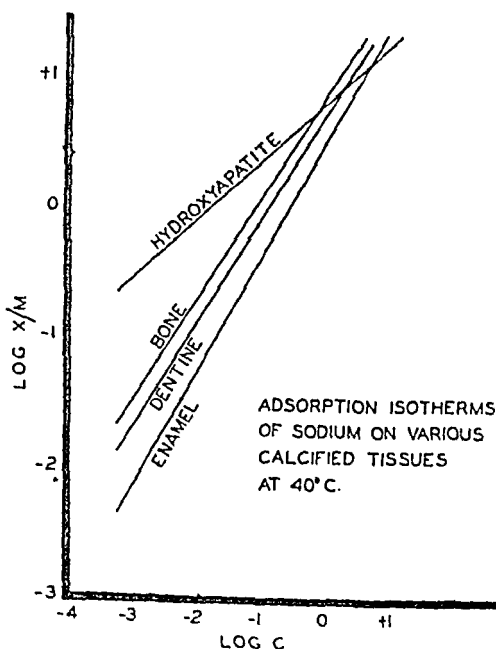 +1
0
-1
-2
-3
LOG X/M
HYDROXYAPATITE
BONE
DENTINE
ENAMEL
ADSORPTION ISOTHERMS
OF SODIUM ON VARIOUS
CALCIFIED TISSUES
AT 40°C.
-4
-2
-1
0
+1
LOG C